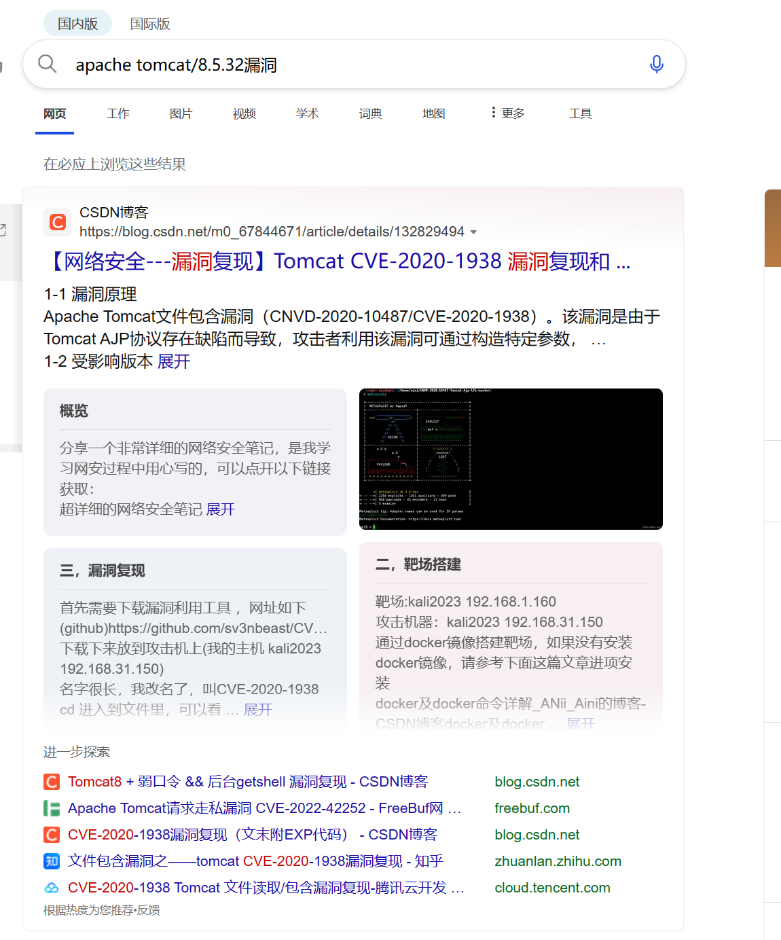 国内版 国际版
apache tomcat/8.5.32漏洞
网页 工作 图片 视频 学术 词典 地图 更多 工具
在必应上浏览这些结果
CSDN博客
https://blog.csdn.net/m0_67844671/article/details/132829494
【网络安全---漏洞复现】Tomcat CVE-2020-1938 漏洞复现和 ...
1-1 漏洞原理
Apache Tomcat文件包含漏洞（CNVD-2020-10487/CVE-2020-1938）。该漏洞是由于
Tomcat AJP协议存在缺陷而导致，攻击者利用该漏洞可通过构造特定参数， …
1-2 受影响版本 展开
概览
分享一个非常详细的网络安全笔记，是我学
习网安过程中用心写的，可以点开以下链接
获取：
超详细的网络安全笔记 展开
三，漏洞复现
首先需要下载漏洞利用工具 ，网址如下
(github)https://github.com/sv3nbeast/CV…
下载下来放到攻击机上(我的主机 kali2023
192.168.31.150)
名字很长，我改名了，叫CVE-2020-1938
cd 进入到文件里，可以看 … 展开
二，靶场搭建
靶场:kali2023 192.168.1.160
攻击机器：kali2023 192.168.31.150
通过docker镜像搭建靶场，如果没有安装
docker镜像，请参考下面这篇文章进项安
装
docker及docker命令详解_ANii_Aini的博客-
CSDN博客docker及docker … 展开
进一步探索
Tomcat8 + 弱口令 && 后台getshell 漏洞复现 - CSDN博客 blog.csdn.net
Apache Tomcat请求走私漏洞 CVE-2022-42252 - FreeBuf网 … freebuf.com
CVE-2020-1938漏洞复现（文末附EXP代码） - CSDN博客 blog.csdn.net
文件包含漏洞之——tomcat CVE-2020-1938漏洞复现 - 知乎 zhuanlan.zhihu.com
CVE-2020-1938 Tomcat 文件读取/包含漏洞复现-腾讯云开发 … cloud.tencent.com
根据热度为您推荐•反馈